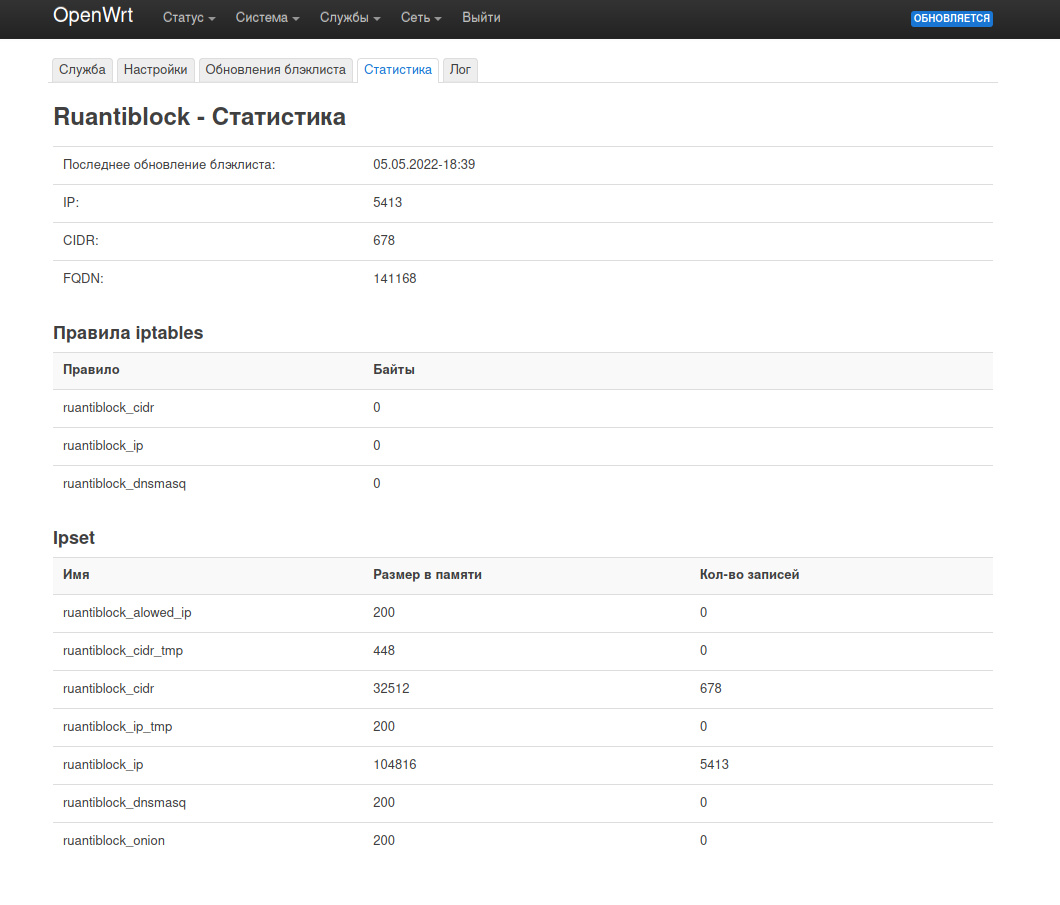 OpenWrt Статус Система Службы Сеть Выйти ОБНОВЛЯЕТСЯ
Служба Настройки Обновления блэклиста Статистика Лог
Ruantiblock - Статистика
Последнее обновление блэклиста: 05.05.2022-18:39
IP: 5413
CIDR: 678
FQDN: 141168
Правила iptables
Правило Байты
ruantiblock_cidr 0
ruantiblock_ip 0
ruantiblock_dnsmasq 0
Ipset
Имя Размер в памяти Кол-во записей
ruantiblock_alowed_ip 200 0
ruantiblock_cidr_tmp 448 0
ruantiblock_cidr 32512 678
ruantiblock_ip_tmp 200 0
ruantiblock_ip 104816 5413
ruantiblock_dnsmasq 200 0
ruantiblock_onion 200 0